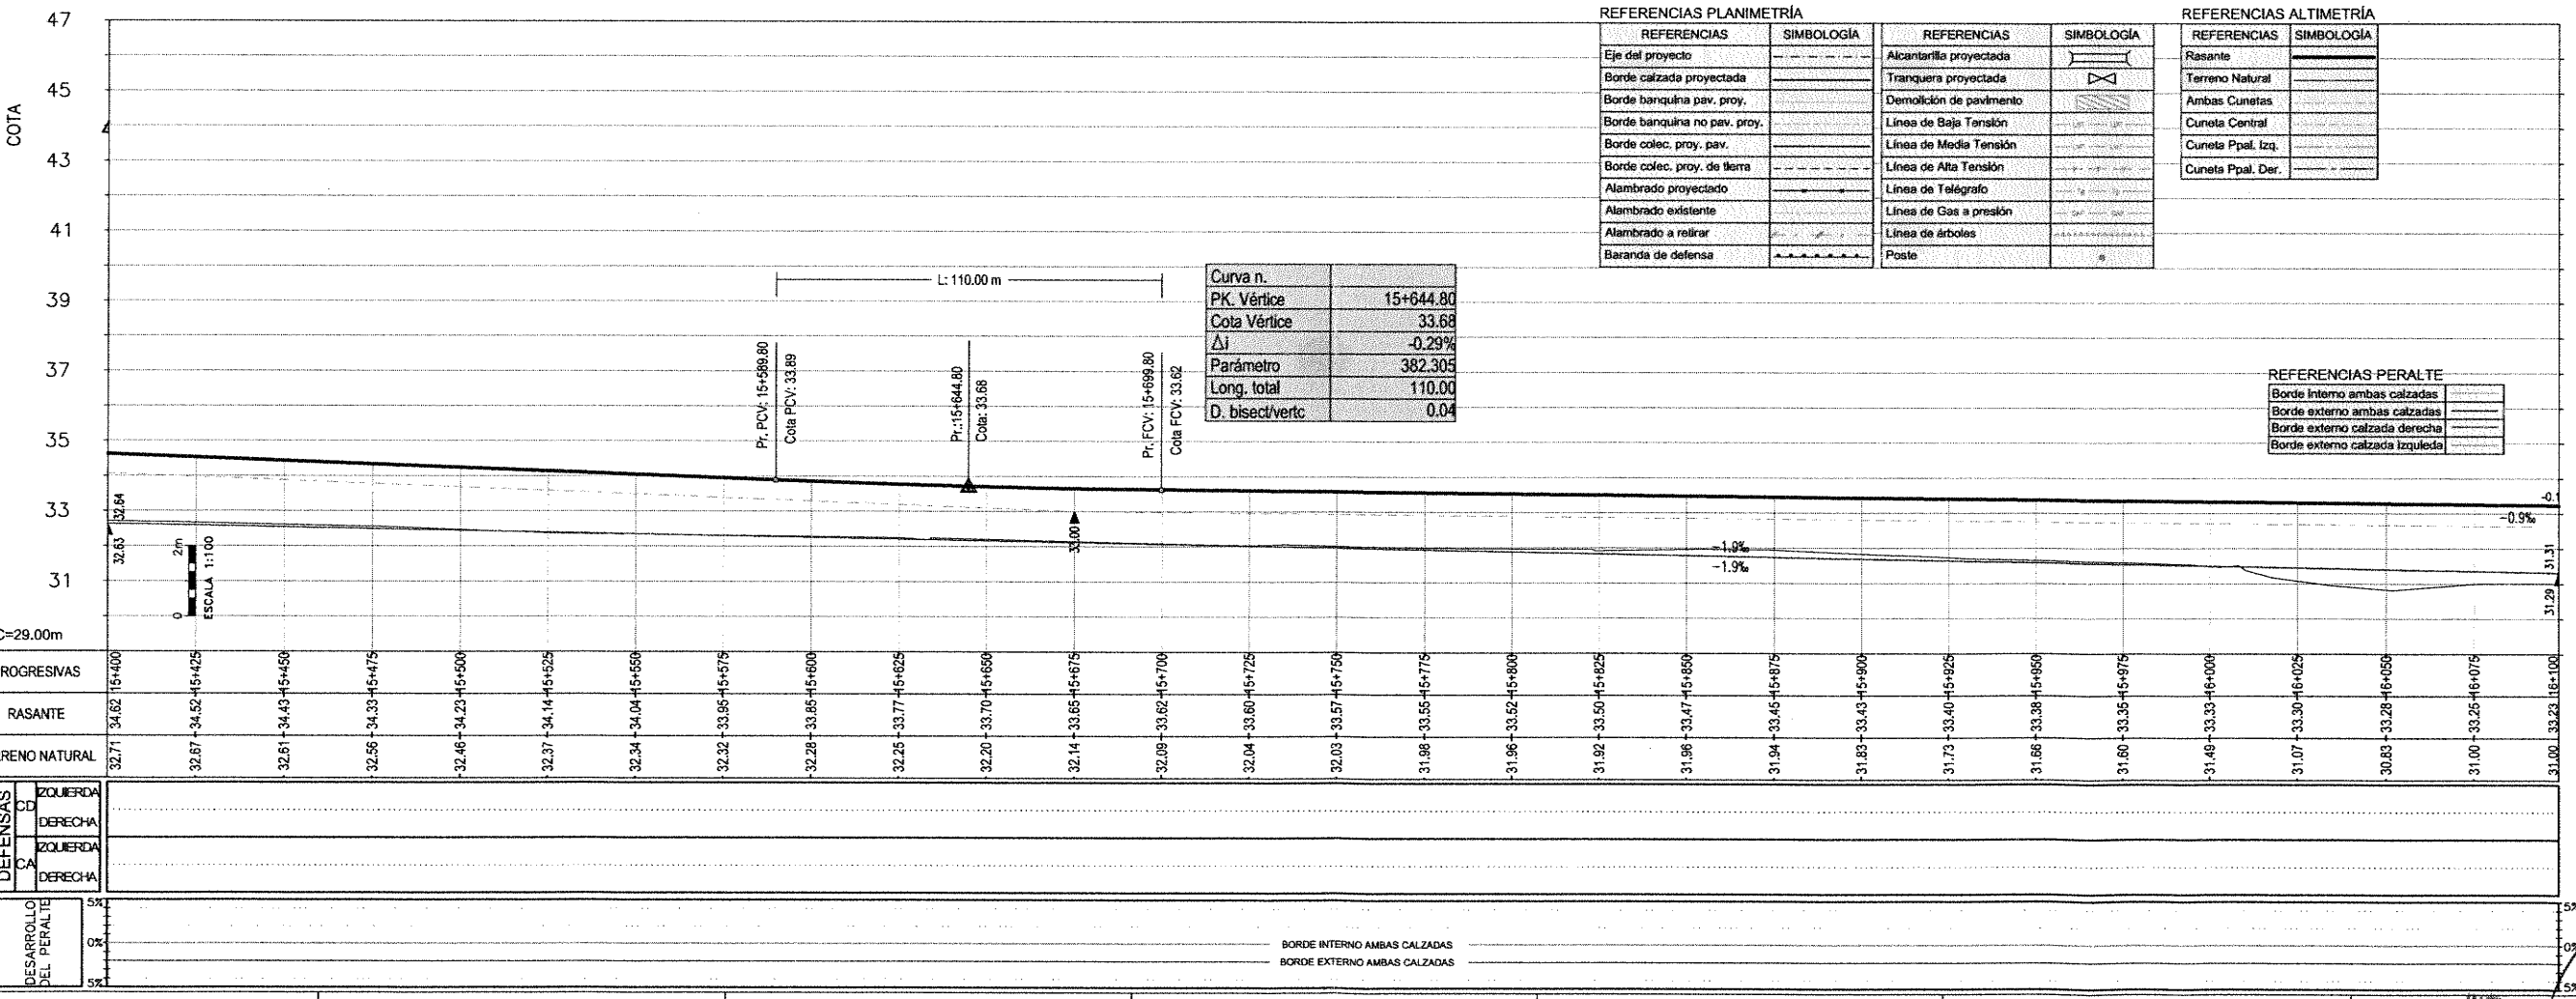 47
45
43
41
39
37
35
33
31
COTA
REFERENCIAS PLANIMETRÍA
REFERENCIAS SIMBOLOGÍA REFERENCIAS SIMBOLOGÍA
Eje del proyecto Alcantarilla proyectada
Borde calzada proyectada Tranquera proyectada
Borde banquina pav. proy. Demolición de pavimento
Borde banquina no pav. proy. Línea de Baja Tensión
Borde colec. proy. pav. Línea de Media Tensión
Borde colec. proy. de tierra Línea de Alta Tensión
Alambrado proyectado Línea de Telégrafo
Alambrado existente Línea de Gas a presión
Alambrado a retirar Línea de árboles
Baranda de defensa Poste
REFERENCIAS ALTIMETRÍA
REFERENCIAS SIMBOLOGÍA
Rasante
Terreno Natural
Ambas Cunetas
Cuneta Central
Cuneta Ppal. Izq.
Cuneta Ppal. Der.
L: 110.00 m
Curva n.
PK. Vértice 15+644.80
Cota Vértice 33.68
Δi -0.29%
Parámetro 382.305
Long. total 110.00
D. bisect/vertc 0.04
Pr. PCV: 15+589.80
Cota PCV: 33.89
Pr.:15+644.80
Cota: 33.68
Pr. FCV: 15+699.80
Cota FCV: 33.62
REFERENCIAS PERALTE
Borde interno ambas calzadas
Borde externo ambas calzadas
Borde externo calzada derecha
Borde externo calzada izquieda
32.64
32.63
2m
0
ESCALA 1:100
33.00
-1.9‰
-1.9‰
-0.1
-0.9‰
31.31
31.29
C=29.00m
ROGRESIVAS 15+400 15+425 15+450 15+475 15+500 15+525 15+550 15+575 15+600 15+625 15+650 15+675 15+700 15+725 15+750 15+775 15+800 15+825 15+850 15+875 15+900 15+925 15+950 15+975 16+000 16+025 16+050 16+075 16+100
RASANTE 34.62 34.52 34.43 34.33 34.23 34.14 34.04 33.95 33.85 33.77 33.70 33.65 33.62 33.60 33.57 33.55 33.52 33.50 33.47 33.45 33.43 33.40 33.38 33.35 33.33 33.30 33.28 33.25 33.23
RRENO NATURAL 32.71 32.67 32.61 32.56 32.46 32.37 32.34 32.32 32.28 32.25 32.20 32.14 32.09 32.04 32.03 31.98 31.96 31.92 31.96 31.94 31.83 31.73 31.66 31.60 31.49 31.07 30.83 31.00 31.00
DEFENSAS
CD
IZQUIERDA
DERECHA
CA
IZQUIERDA
DERECHA
DESARROLLO
DEL PERALTE
5%
0%
5%
BORDE INTERNO AMBAS CALZADAS
BORDE EXTERNO AMBAS CALZADAS
5%
0%
5%